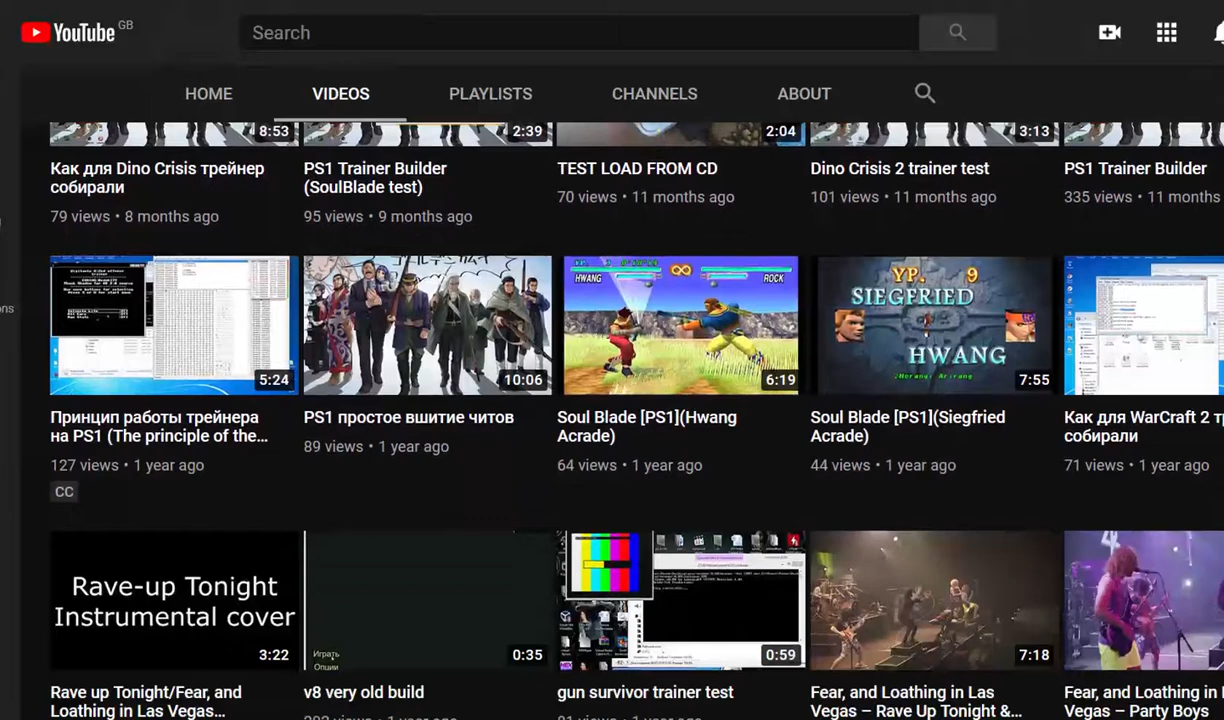 YouTube GB
Search
HOME VIDEOS PLAYLISTS CHANNELS ABOUT
8:53 2:39 2:04 3:13
Как для Dino Crisis трейнер
собирали
79 views • 8 months ago
PS1 Trainer Builder
(SoulBlade test)
95 views • 9 months ago
TEST LOAD FROM CD
70 views • 11 months ago
Dino Crisis 2 trainer test
101 views • 11 months ago
PS1 Trainer Builder
335 views • 11 months
ons
5:24
Принцип работы трейнера
на PS1 (The principle of the...
127 views • 1 year ago
CC
10:06
PS1 простое вшитие читов
89 views • 1 year ago
HWANG ROCK
6:19
Soul Blade [PS1](Hwang
Acrade)
64 views • 1 year ago
YP. 9
SIEGFRIED
HWANG
7:55
Soul Blade [PS1](Siegfried
Acrade)
44 views • 1 year ago
Как для WarCraft 2
собирали
71 views • 1 year ago
Rave-up Tonight
Instrumental cover
3:22
Rave up Tonight/Fear, and
Loathing in Las Vegas...
Играть
Опции
0:35
v8 very old build
0:59
gun survivor trainer test
7:18
Fear, and Loathing in Las
Vegas – Rave Up Tonight &...
Fear, and Loathing in
Vegas – Party Boys